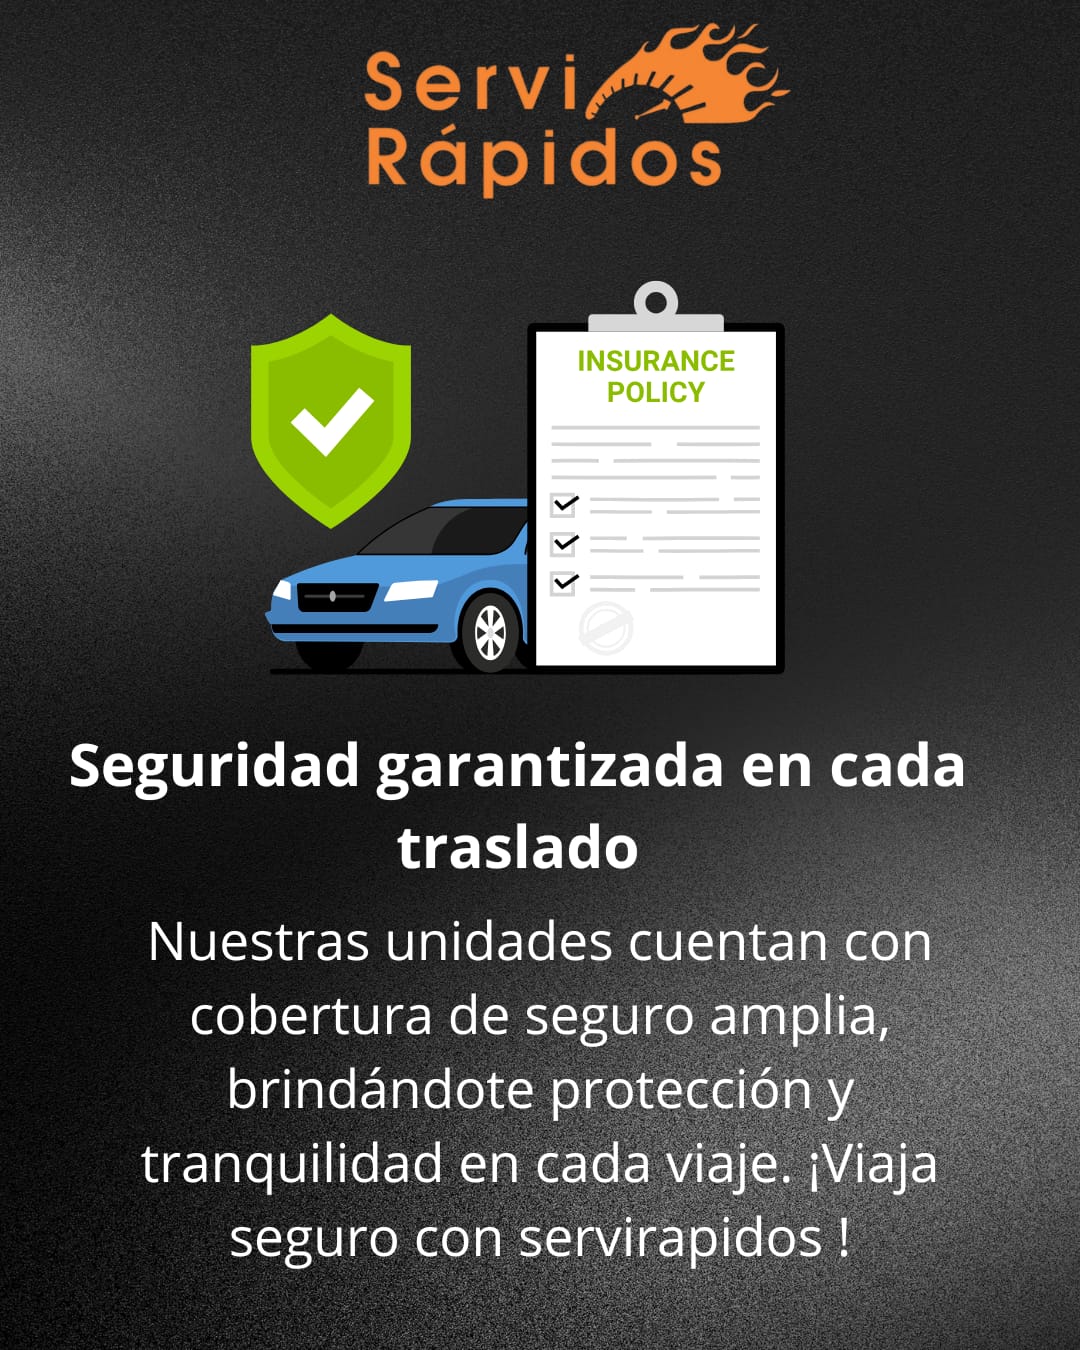 Servi
Rápidos
INSURANCE
POLICY
Seguridad garantizada en cada
traslado
Nuestras unidades cuentan con
cobertura de seguro amplia,
brindándote protección y
tranquilidad en cada viaje. ¡Viaja
seguro con servirapidos !